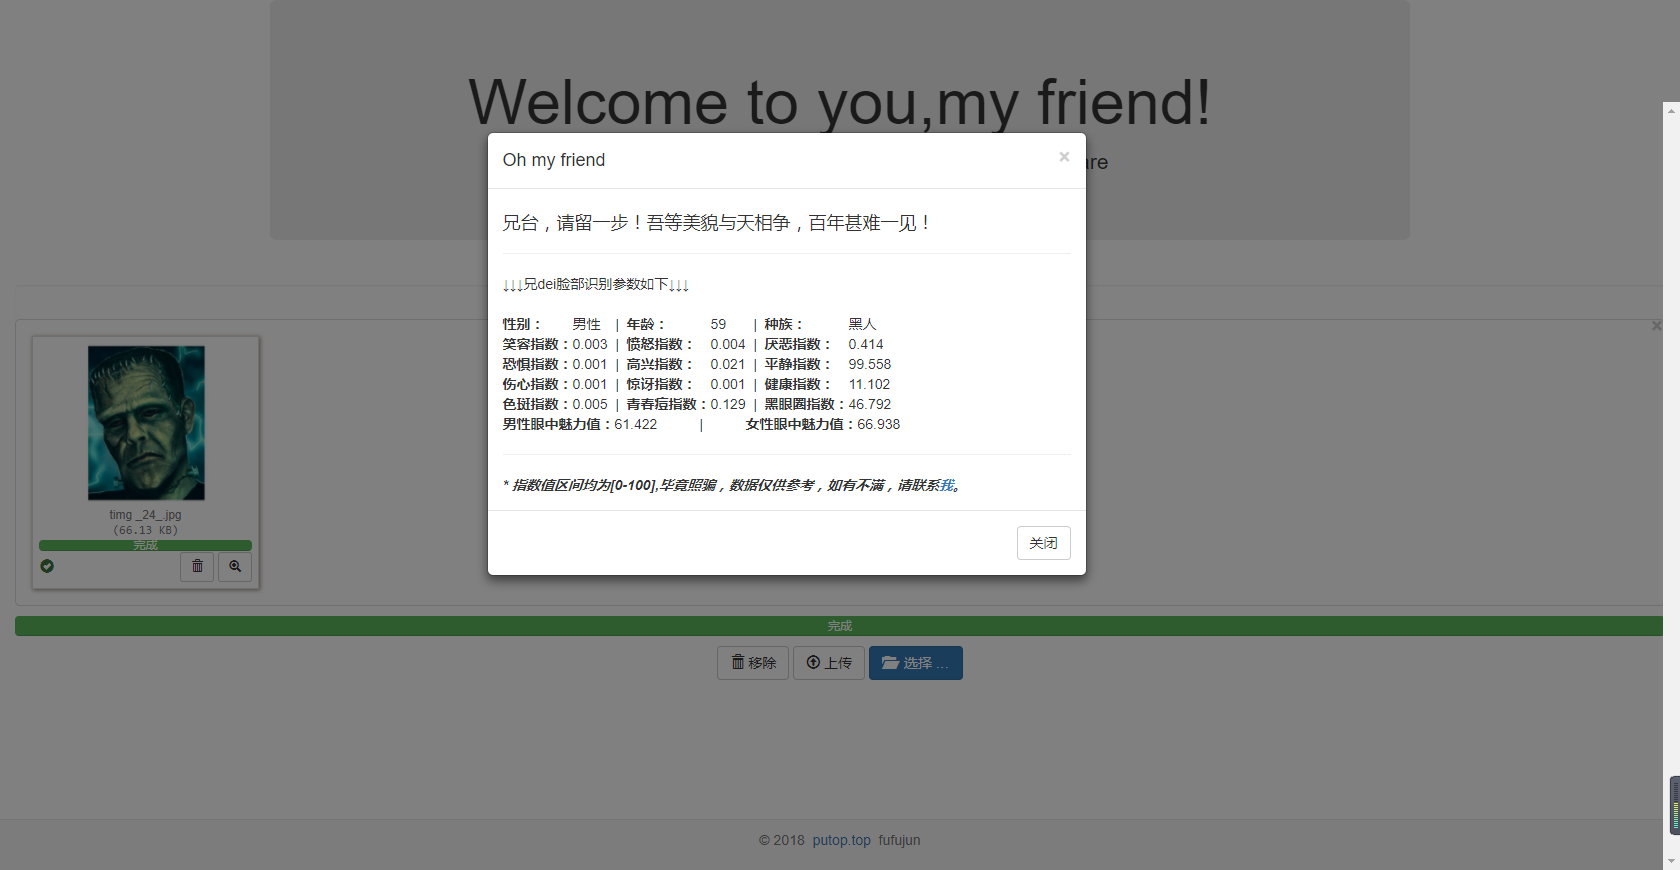 Welcome to you,my friend!
are
Oh my friend
×
兄台，请留一步！吾等美貌与天相争，百年甚难一见！
↓↓↓兄dei脸部识别参数如下↓↓↓
性别： 男性 | 年龄： 59 | 种族： 黑人
笑容指数：0.003 | 愤怒指数： 0.004 | 厌恶指数： 0.414
恐惧指数：0.001 | 高兴指数： 0.021 | 平静指数： 99.558
伤心指数：0.001 | 惊讶指数： 0.001 | 健康指数： 11.102
色斑指数：0.005 | 青春痘指数：0.129 | 黑眼圈指数：46.792
男性眼中魅力值：61.422 | 女性眼中魅力值：66.938
* 指数值区间均为[0-100],毕竟照骗，数据仅供参考，如有不满，请联系我。
关闭
timg _24_.jpg
(66.13 KB)
完成
完成
移除 上传 选择 ...
© 2018 putop.top fufujun